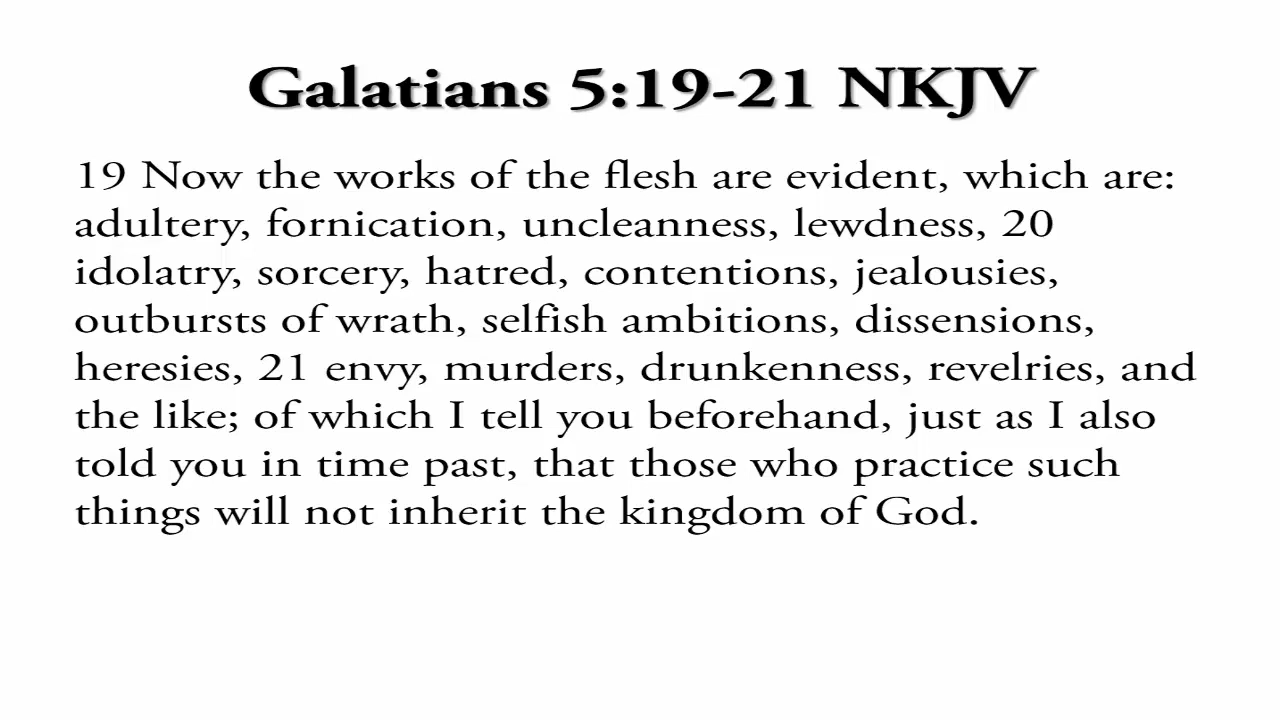 Galatians 5:19-21 NKJV
19 Now the works of the flesh are evident, which are:
adultery, fornication, uncleanness, lewdness, 20
idolatry, sorcery, hatred, contentions, jealousies,
outbursts of wrath, selfish ambitions, dissensions,
heresies, 21 envy, murders, drunkenness, revelries, and
the like; of which I tell you beforehand, just as I also
told you in time past, that those who practice such
things will not inherit the kingdom of God.